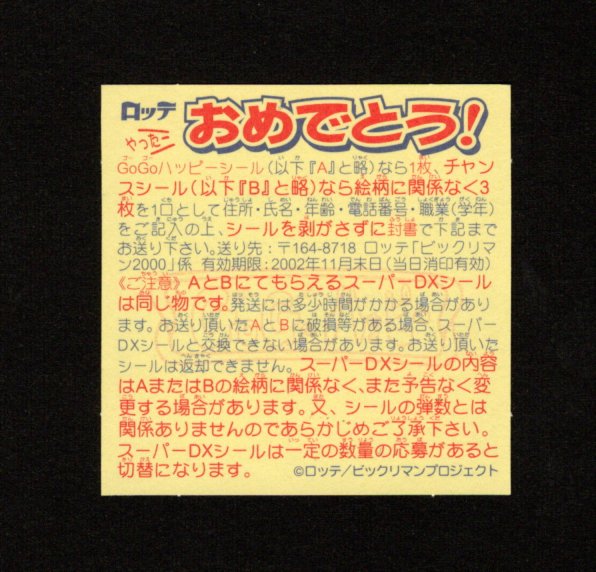 ロッテ
やったー
おめでとう!
GoGoハッピーシール(以下『A』と略)なら1枚、チャン
スシール(以下『B』と略)なら絵柄に関係なく3
枚を1口として住所・氏名・年齢・電話番号・職業(学年)
をご記入の上、シールを剥がさずに封書で下記まで
お送り下さい。送り先:〒164-8718 ロッテ「ビックリマ
ン2000」係 有効期限:2002年11月末日(当日消印有効)
《ご注意》AとBにてもらえるスーパーDXシール
は同じ物です。発送には多少時間がかかる場合があり
ます。お送り頂いたAとBに破損等がある場合、スーパー
DXシールと交換できない場合があります。お送り頂いた
シールは返却できません。スーパーDXシールの内容
はAまたはBの絵柄に関係なく、また予告なく変
更する場合があります。又、シールの弾数とは
関係ありませんのであらかじめご了承下さい。
スーパーDXシールは一定の数量の応募があると
切替になります。 ©ロッテ/ビックリマンプロジェクト